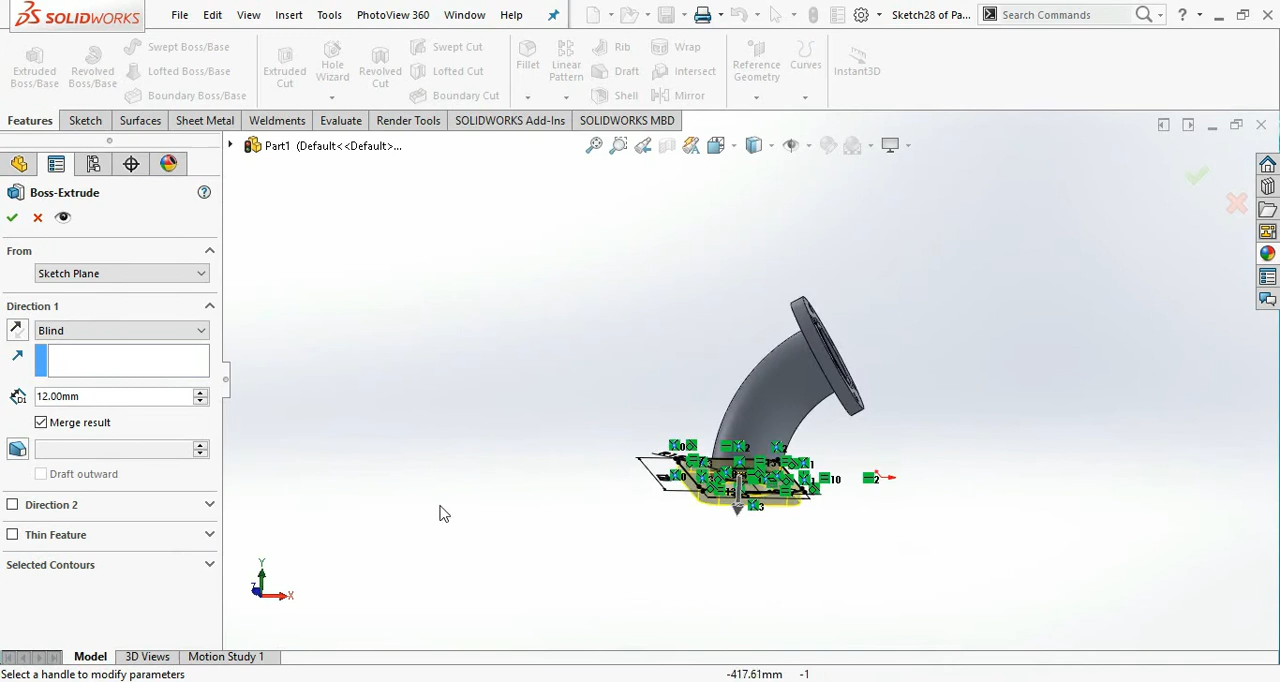 SOLIDWORKS
File Edit View Insert Tools PhotoView 360 Window Help
Sketch28 of Pa...
Search Commands
Extruded Boss/Base
Revolved Boss/Base
Swept Boss/Base
Lofted Boss/Base
Boundary Boss/Base
Extruded Cut
Hole Wizard
Revolved Cut
Swept Cut
Lofted Cut
Boundary Cut
Fillet
Linear Pattern
Rib
Draft
Shell
Wrap
Intersect
Mirror
Reference Geometry
Curves
Instant3D
Features Sketch Surfaces Sheet Metal Weldments Evaluate Render Tools SOLIDWORKS Add-Ins SOLIDWORKS MBD
Part1 (Default<<Default>...
Boss-Extrude
From
Sketch Plane
Direction 1
Blind
12.00mm
Merge result
Draft outward
Direction 2
Thin Feature
Selected Contours
Y
X
Z
Model 3D Views Motion Study 1
Select a handle to modify parameters
-417.61mm
-1